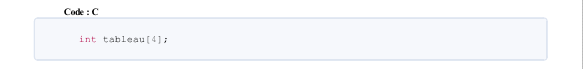 Code : C
int tableau[4];